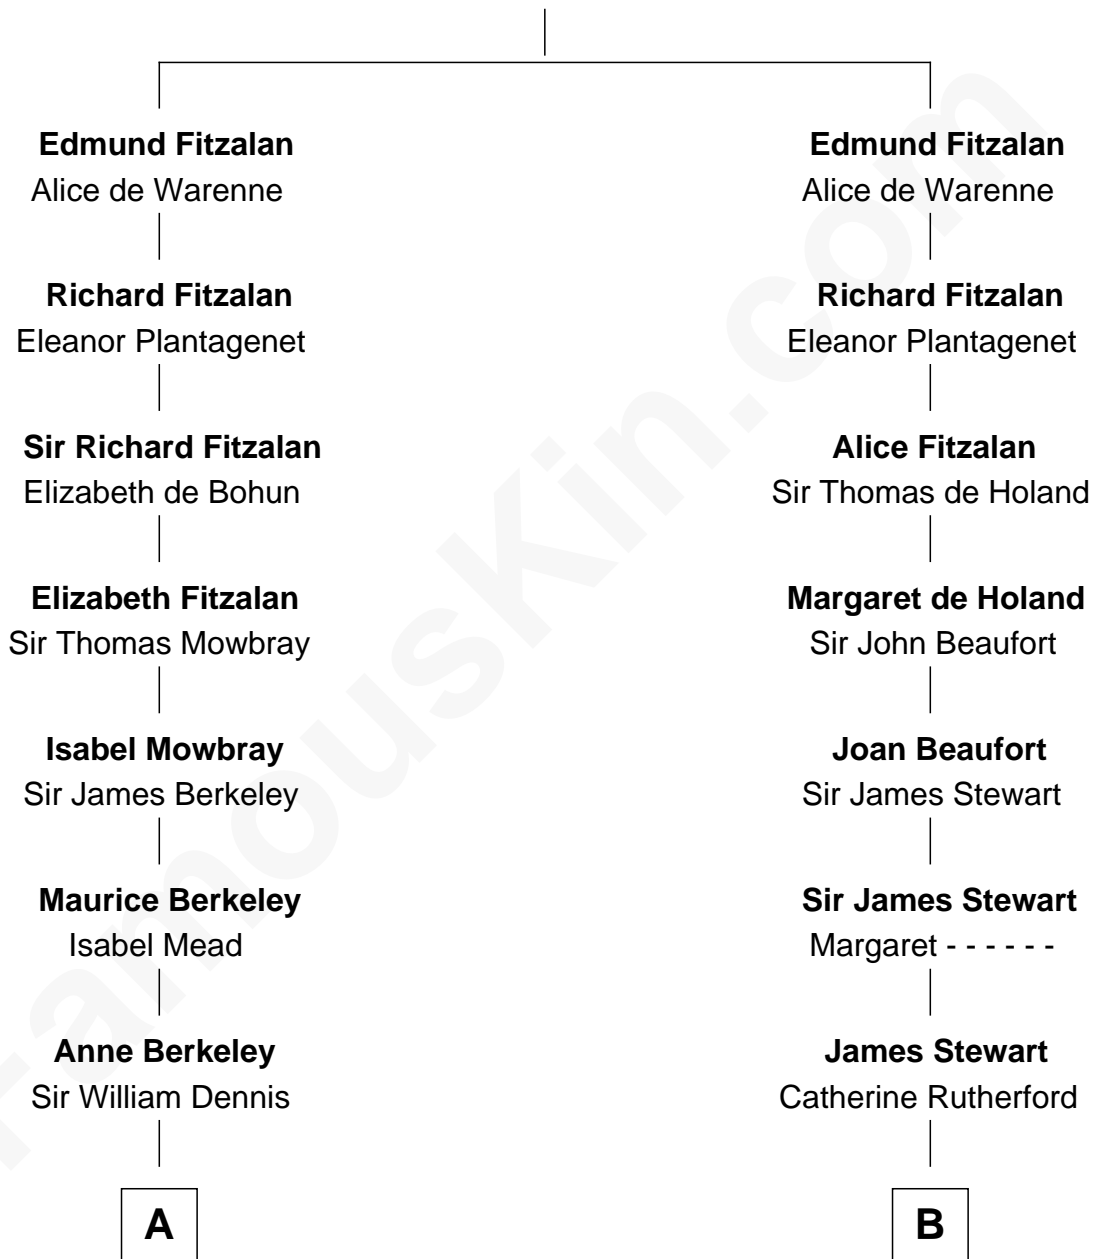 Edmund Fitzalan
Alice de Warenne
Richard Fitzalan
Eleanor Plantagenet
Sir Richard Fitzalan
Elizabeth de Bohun
Elizabeth Fitzalan
Sir Thomas Mowbray
Isabel Mowbray
Sir James Berkeley
Maurice Berkeley
Isabel Mead
Anne Berkeley
Sir William Dennis
A
Edmund Fitzalan
Alice de Warenne
Richard Fitzalan
Eleanor Plantagenet
Alice Fitzalan
Sir Thomas de Holand
Margaret de Holand
Sir John Beaufort
Joan Beaufort
Sir James Stewart
Sir James Stewart
Margaret - - - - - -
James Stewart
Catherine Rutherford
B
FamousKin.com